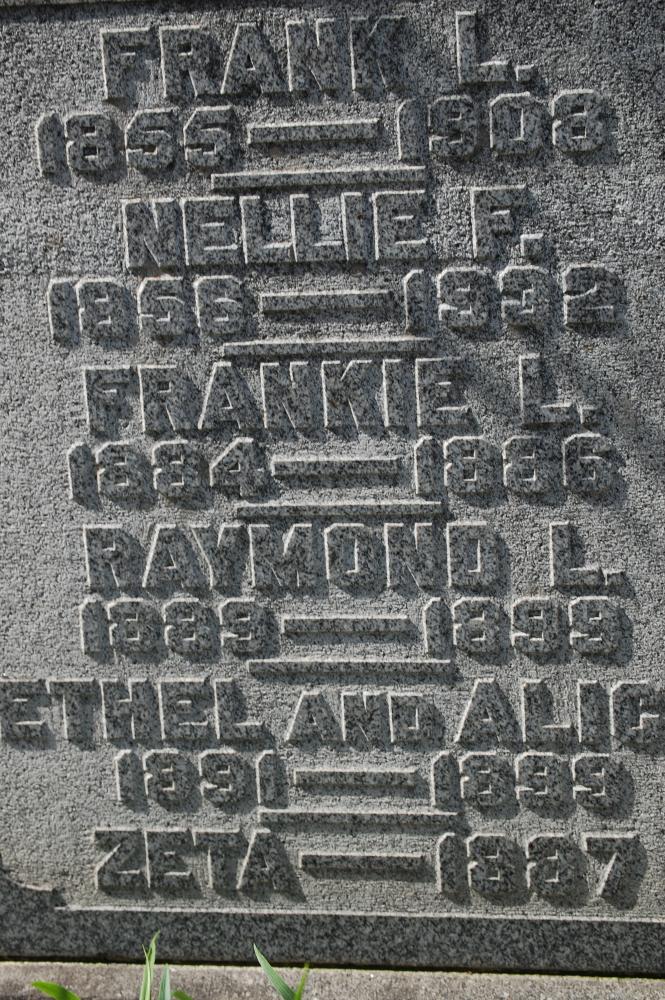 FRANK L.
1855 — 1908
NELLIE F.
1856 — 1932
FRANKIE L.
1884 — 1886
RAYMOND L.
1889 — 1899
ETHEL AND ALIC
1891 — 1899
ZETA — 1887